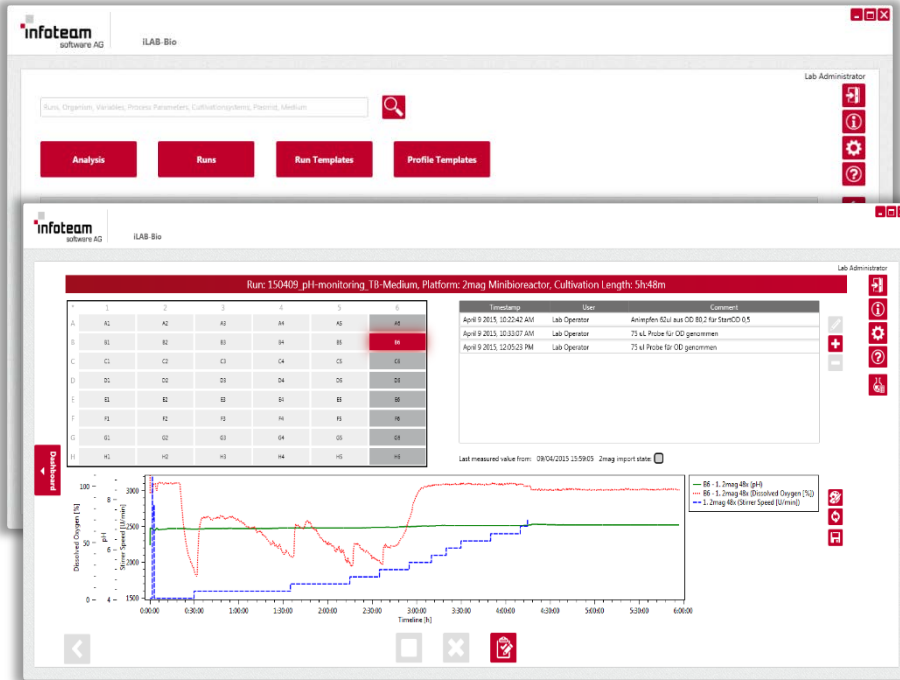 infoteam
software AG
iLAB-Bio
Lab Administrator
Runs, Organism, Variables, Process Parameters, Cultivationsystems, Plasmid, Medium
Analysis
Runs
Run Templates
Profile Templates
infoteam
software AG
iLAB-Bio
Lab Administrator
Run: 150409_pH-monitoring_TB-Medium, Platform: 2mag Minibioreactor, Cultivation Length: 5h:48m
1 2 3 4 5 6
A A1 A2 A3 A4 A5 A6
B B1 B2 B3 B4 B5 B6
C C1 C2 C3 C4 C5 C6
D D1 D2 D3 D4 D5 D6
E E1 E2 E3 E4 E5 E6
F F1 F2 F3 F4 F5 F6
G G1 G2 G3 G4 G5 G6
H H1 H2 H3 H4 H5 H6
Timestamp User Comment
April 9 2015, 10:22:42 AM Lab Operator Animpfen 62ul aus OD 80,2 für StartOD 0,5
April 9 2015, 10:33:07 AM Lab Operator 75 uL Probe für OD genommen
April 9 2015, 12:05:23 PM Lab Operator 75 ul Probe für OD genommen
Last measured value from: 09/04/2015 15:59:05 2mag import state:
Dashboard
Dissolved Oxygen [%]
100
50
0
pH
8
6
4
Stirrer Speed [U/min]
3000
2500
2000
1500
0:00:00 0:30:00 1:00:00 1:30:00 2:00:00 2:30:00 3:00:00 3:30:00 4:00:00 4:30:00 5:00:00 5:30:00 6:00:00
Timeline [h]
B6 - 1. 2mag 48x (pH)
B6 - 1. 2mag 48x (Dissolved Oxygen [%])
1. 2mag 48x (Stirrer Speed [U/min])